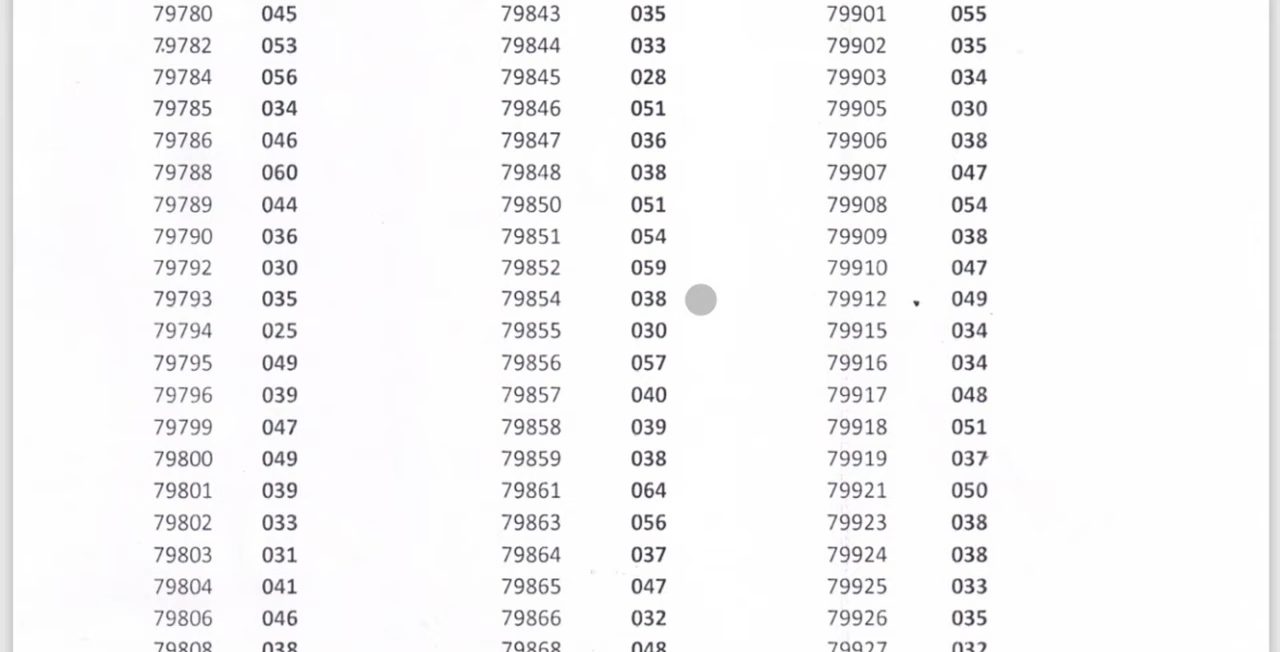 79780 045 79843 035 79901 055
79782 053 79844 033 79902 035
79784 056 79845 028 79903 034
79785 034 79846 051 79905 030
79786 046 79847 036 79906 038
79788 060 79848 038 79907 047
79789 044 79850 051 79908 054
79790 036 79851 054 79909 038
79792 030 79852 059 79910 047
79793 035 79854 038 79912 049
79794 025 79855 030 79915 034
79795 049 79856 057 79916 034
79796 039 79857 040 79917 048
79799 047 79858 039 79918 051
79800 049 79859 038 79919 037
79801 039 79861 064 79921 050
79802 033 79863 056 79923 038
79803 031 79864 037 79924 038
79804 041 79865 047 79925 033
79806 046 79866 032 79926 035
79808 038 79868 048 79927 032